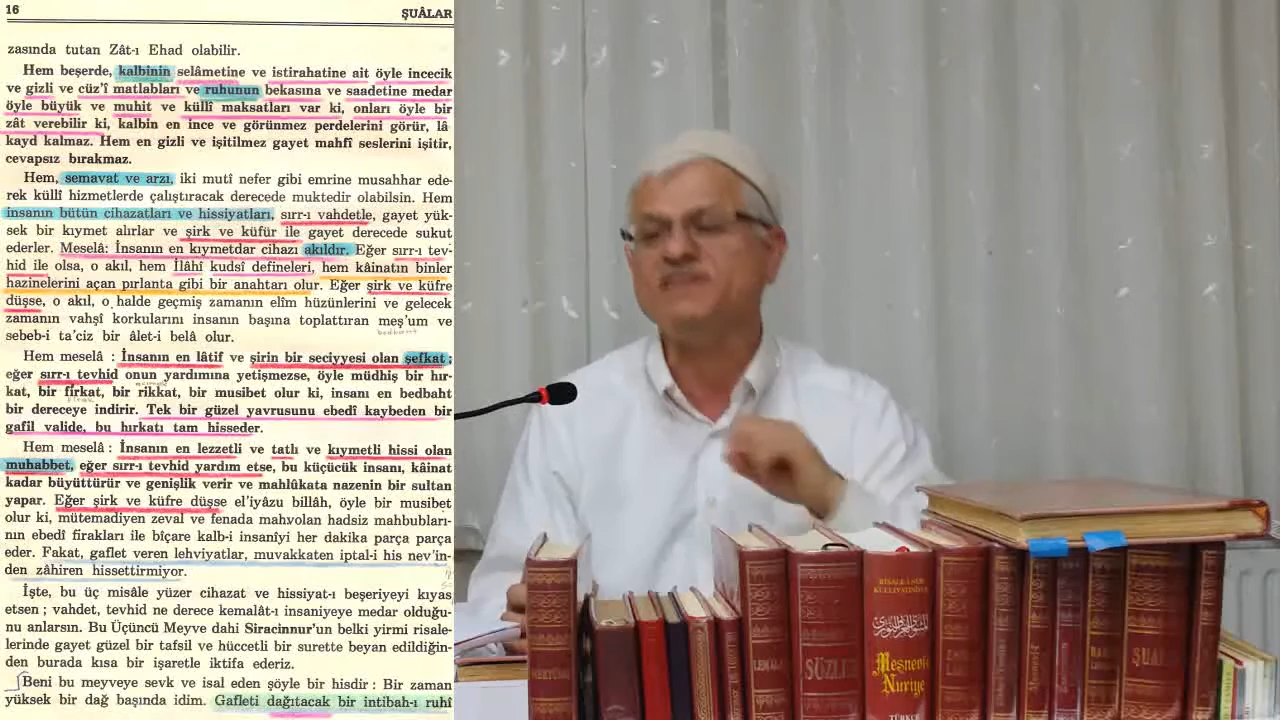 16
ŞUÂLAR
zasında tutan Zât-ı Ehad olabilir.
Hem beşerde, kalbinin selâmetine ve istirahatine ait öyle incecik
ve gizli ve cüz'î matlabları ve ruhunun bekasına ve saadetine medar
öyle büyük ve muhit ve küllî maksatları var ki, onları öyle bir
zât verebilir ki, kalbin en ince ve görünmez perdelerini görür, lâ
kayd kalmaz. Hem en gizli ve işitilmez gayet mahfî seslerini işitir,
cevapsız bırakmaz.
Hem, semavat ve arzı, iki mutî nefer gibi emrine musahhar ede-
rek küllî hizmetlerde çalıştıracak derecede muktedir olabilsin. Hem
insanın bütün cihazatları ve hissiyatları, sırr-ı vahdetle, gayet yük-
sek bir kıymet alırlar ve şirk ve küfür ile gayet derecede sukut
ederler. Meselâ: İnsanın en kıymetdar cihazı akıldır. Eğer sırr-ı tev-
hid ile olsa, o akıl, hem İlâhî kudsî defineleri, hem kâinatın binler
hazinelerini açan pırlanta gibi bir anahtarı olur. Eğer şirk ve küfre
düşse, o akıl, o halde geçmiş zamanın elîm hüzünlerini ve gelecek
zamanın vahşî korkularını insanın başına toplattıran meş'um ve
bedbaht
sebeb-i ta'ciz bir âlet-i belâ olur.
Hem meselâ : İnsanın en lâtif ve şirin bir seciyyesi olan şefkat;
eğer sırr-ı tevhid onun yardımına yetişmezse, öyle müdhiş bir hır-
kat, bir firkat, bir rikkat, bir musibet olur ki, insanı en bedbaht
bir dereceye indirir. Tek bir güzel yavrusunu ebedî kaybeden bir
gafil valide, bu hırkatı tam hisseder.
Hem meselâ : İnsanın en lezzetli ve tatlı ve kıymetli hissi olan
muhabbet, eğer sırr-ı tevhid yardım etse, bu küçücük insanı, kâinat
kadar büyüttürür ve genişlik verir ve mahlûkata nazenin bir sultan
yapar. Eğer şirk ve küfre düşse el'iyâzu billâh, öyle bir musibet
olur ki, mütemadiyen zeval ve fenada mahvolan hadsiz mahbubları-
nın ebedî firakları ile bîçare kalb-i insanîyi her dakika parça parça
eder. Fakat, gaflet veren lehviyatlar, muvakkaten iptal-i his nev'in-
den zâhiren hissettirmiyor.
İşte, bu üç misâle yüzer cihazat ve hissiyat-ı beşeriyeyi kıyas
etsen ; vahdet, tevhid ne derece kemalât-ı insaniyeye medar olduğu-
nu anlarsın. Bu Üçüncü Meyve dahi Siracinnur'un belki yirmi risale-
lerinde gayet güzel bir tafsil ve hüccetli bir surette beyan edildiğin-
den burada kısa bir işaretle iktifa ederiz.
Beni bu meyveye sevk ve isal eden şöyle bir hisdir : Bir zaman
yüksek bir dağ başında idim. Gafleti dağıtacak bir intibah-ı ruhî
SÖZLER
RİSALE-İ NUR
KÜLLİYATINDAN
Mesnevî-i
Nuriye
TÜRKÇE